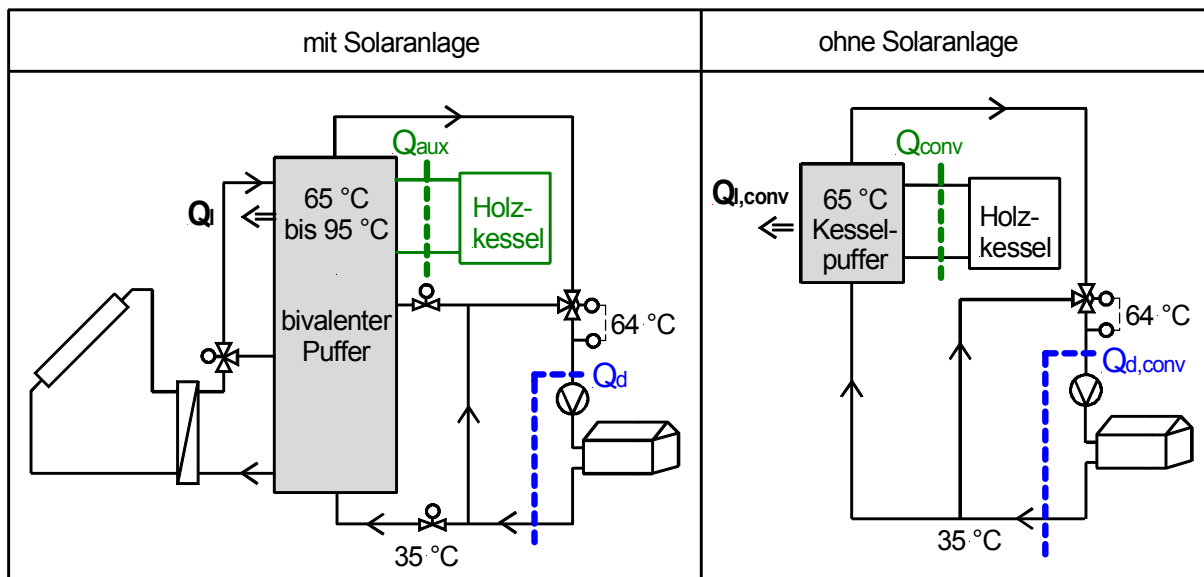 mit Solaranlage
ohne Solaranlage
Qaux
65 °C
bis 95 °C
Ql
Holz-
kessel
bivalenter
Puffer
64 °C
Qd
35 °C
Qconv
Ql,conv
65 °C
Kessel-
puffer
Holz-
kessel
64 °C
Qd,conv
35 °C